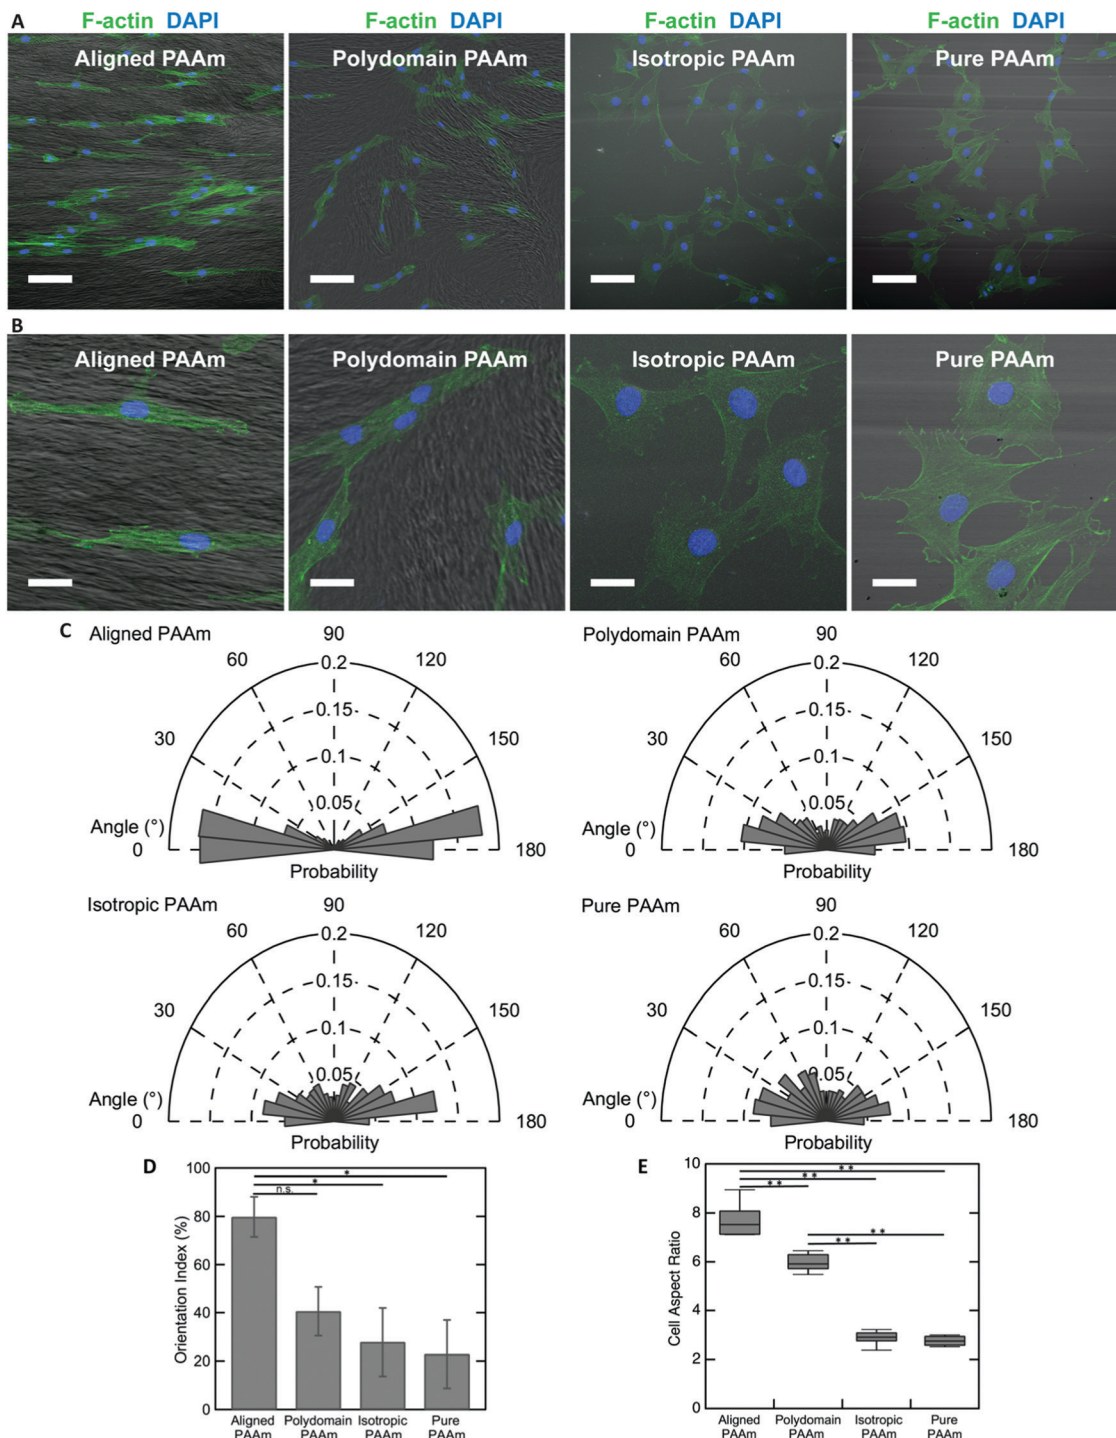 A
F-actin DAPI F-actin DAPI F-actin DAPI F-actin DAPI
Aligned PAAm Polydomain PAAm Isotropic PAAm Pure PAAm
B
Aligned PAAm Polydomain PAAm Isotropic PAAm Pure PAAm
C
Aligned PAAm
90
60 120
0.2
0.15
30 150
0.1
0.05
Angle (°)
0 180
Probability
Polydomain PAAm
90
60 120
0.2
0.15
30 150
0.1
0.05
Angle (°)
0 180
Probability
Isotropic PAAm
90
60 120
0.2
0.15
30 150
0.1
0.05
Angle (°)
0 180
Probability
Pure PAAm
90
60 120
0.2
0.15
30 150
0.1
0.05
Angle (°)
0 180
Probability
D
Orientation Index (%)
100
80
60
40
20
0
*
*
n.s.
Aligned Polydomain Isotropic Pure
PAAm PAAm PAAm PAAm
E
Cell Aspect Ratio
10
8
6
4
2
0
**
**
**
**
**
Aligned Polydomain Isotropic Pure
PAAm PAAm PAAm PAAm